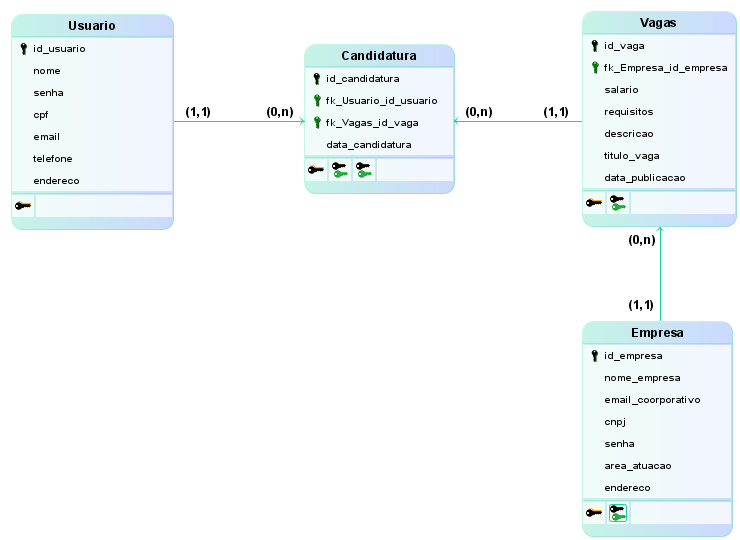 Usuario
id_usuario
nome
senha
cpf
email
telefone
endereco
(1,1)
(0,n)
Candidatura
id_candidatura
fk_Usuario_id_usuario
fk_Vagas_id_vaga
data_candidatura
(0,n)
(1,1)
Vagas
id_vaga
fk_Empresa_id_empresa
salario
requisitos
descricao
titulo_vaga
data_publicacao
(0,n)
(1,1)
Empresa
id_empresa
nome_empresa
email_coorporativo
cnpj
senha
area_atuacao
endereco